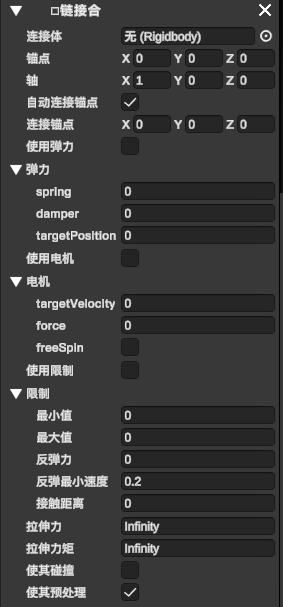 □链接合
连接体 无 (Rigidbody)
锚点 X 0 Y 0 Z 0
轴 X 1 Y 0 Z 0
自动连接锚点
连接锚点 X 0 Y 0 Z 0
使用弹力
弹力
spring 0
damper 0
targetPosition 0
使用电机
电机
targetVelocity 0
force 0
freeSpin
使用限制
限制
最小值 0
最大值 0
反弹力 0
反弹最小速度 0.2
接触距离 0
拉伸力 Infinity
拉伸力矩 Infinity
使其碰撞
使其预处理